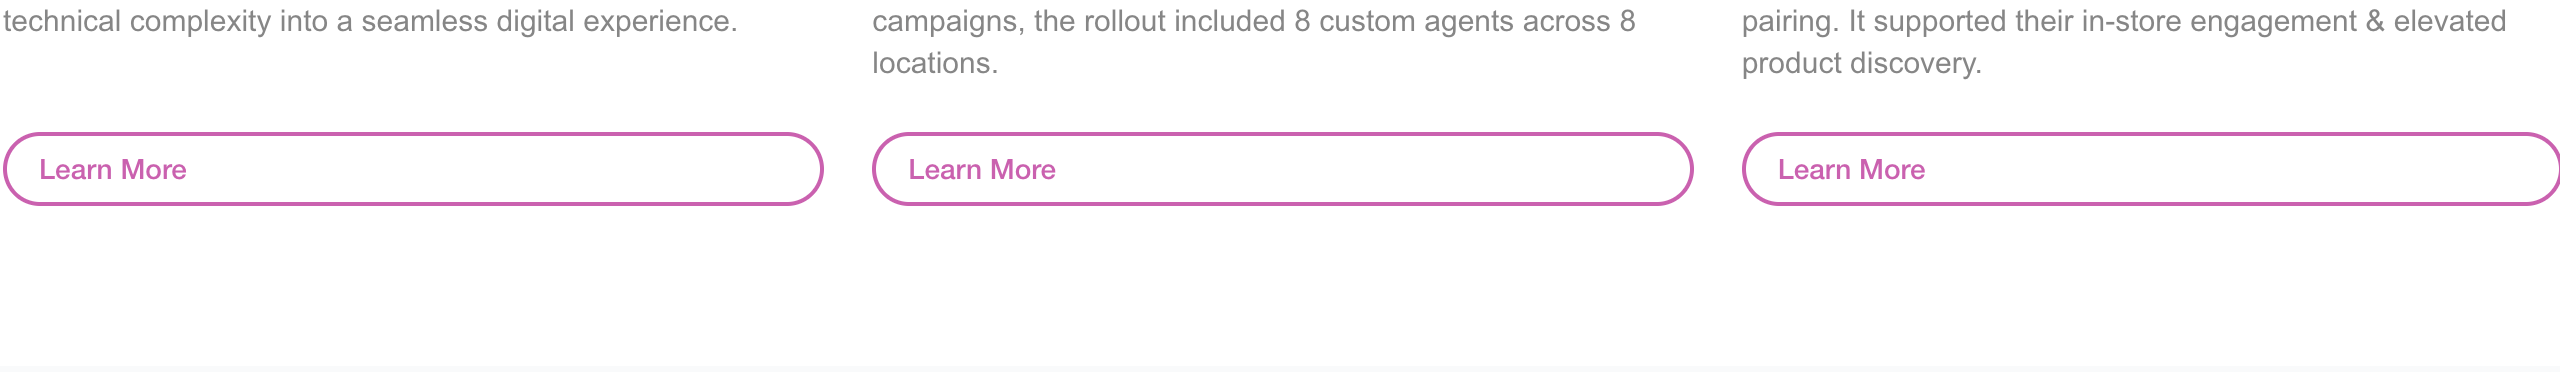 technical complexity into a seamless digital experience.
Learn More
campaigns, the rollout included 8 custom agents across 8
locations.
Learn More
pairing. It supported their in-store engagement & elevated
product discovery.
Learn More